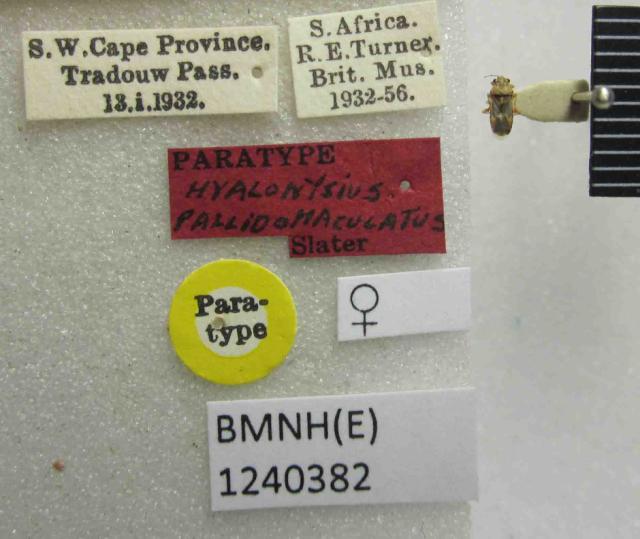 S.W.Cape Province.
Tradouw Pass.
13.i.1932.
S. Africa.
R.E.Turner.
Brit. Mus.
1932-56.
PARATYPE
HYALONYSIUS
PALLIDOMACULATUS
Slater
Para-
type
♀
BMNH(E)
1240382